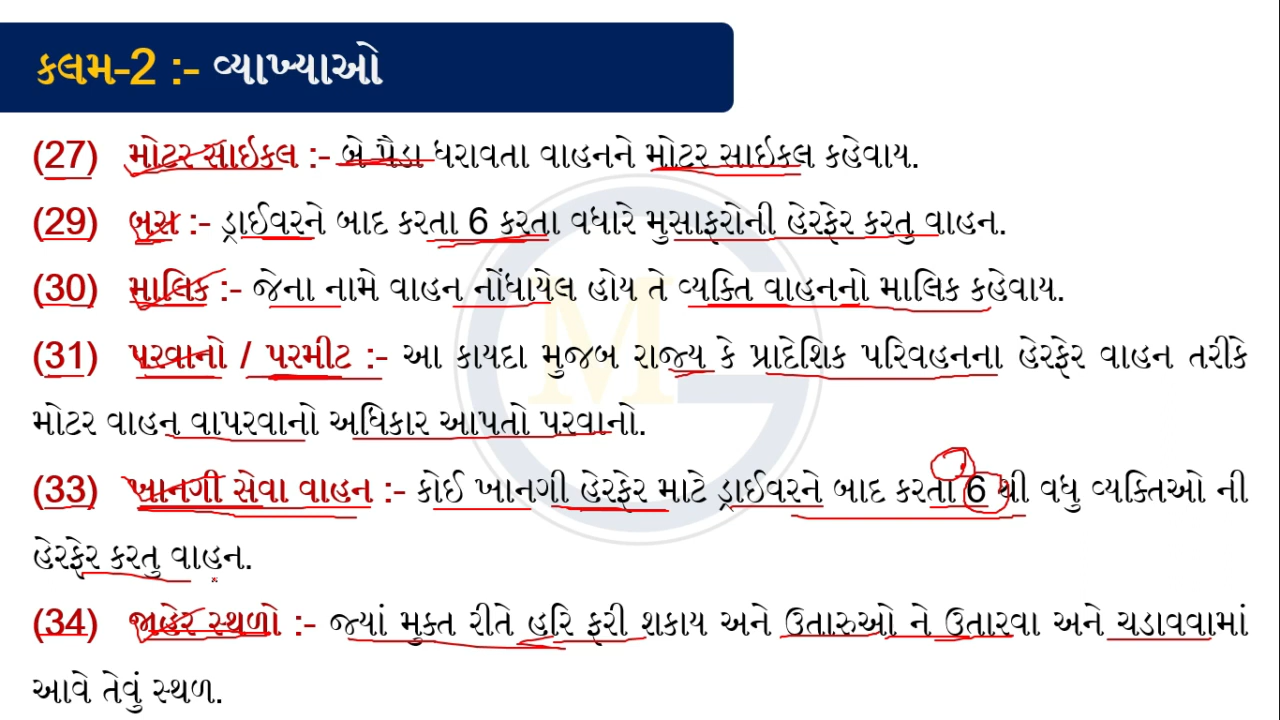 કલમ-2 :- વ્યાખ્યાઓ
(27) મોટર સાઇકલ :- બે પૈડા ધરાવતા વાહનને મોટર સાઇકલ કહેવાય.
(29) બસ :- ડ્રાઈવરને બાદ કરતા 6 કરતા વધારે મુસાફરોની હેરફેર કરતુ વાહન.
(30) માલિક :- જેના નામે વાહન નોંધાયેલ હોય તે વ્યક્તિ વાહનનો માલિક કહેવાય.
(31) પરવાનો / પરમીટ :- આ કાયદા મુજબ રાજ્ય કે પ્રાદેશિક પરિવહનના હેરફેર વાહન તરીકે
મોટર વાહન વાપરવાનો અધિકાર આપતો પરવાનો.
(33) ખાનગી સેવા વાહન :- કોઈ ખાનગી હેરફેર માટે ડ્રાઈવરને બાદ કરતા 6 થી વધુ વ્યક્તિઓ ની
હેરફેર કરતુ વાહન.
(34) જાહેર સ્થળો :- જ્યાં મુક્ત રીતે હરિ ફરી શકાય અને ઉતારુઓ ને ઉતારવા અને ચડાવવામાં
આવે તેવું સ્થળ.
MG